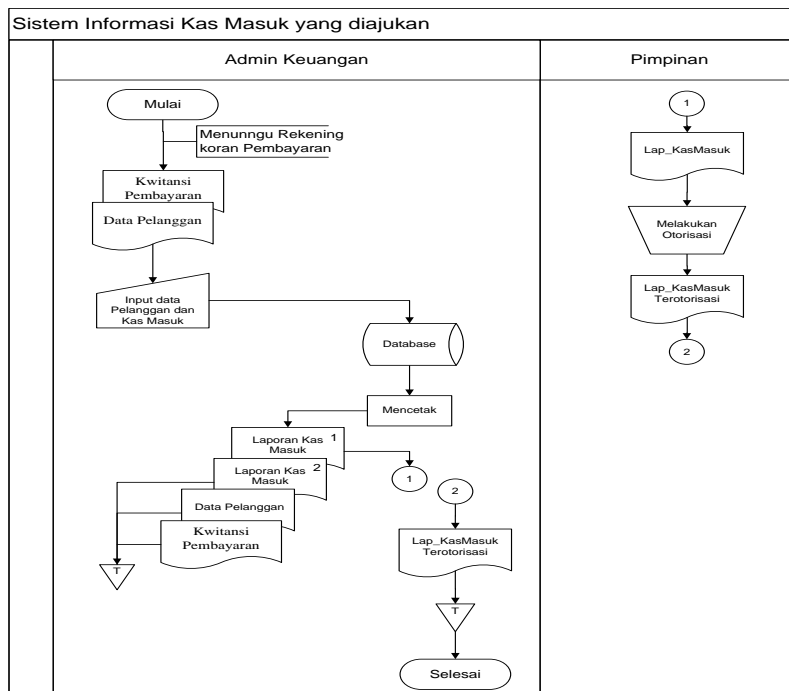 Sistem Informasi Kas Masuk yang diajukan
Admin Keuangan
Pimpinan
Mulai
Menunngu Rekening
koran Pembayaran
Kwitansi
Pembayaran
Data Pelanggan
Input data
Pelanggan dan
Kas Masuk
Database
Mencetak
Laporan Kas 1
Masuk
Laporan Kas 2
Masuk
Data Pelanggan
Kwitansi
Pembayaran
T
1
2
Lap_KasMasuk
Terotorisasi
T
Selesai
1
Lap_KasMasuk
Melakukan
Otorisasi
Lap_KasMasuk
Terotorisasi
2